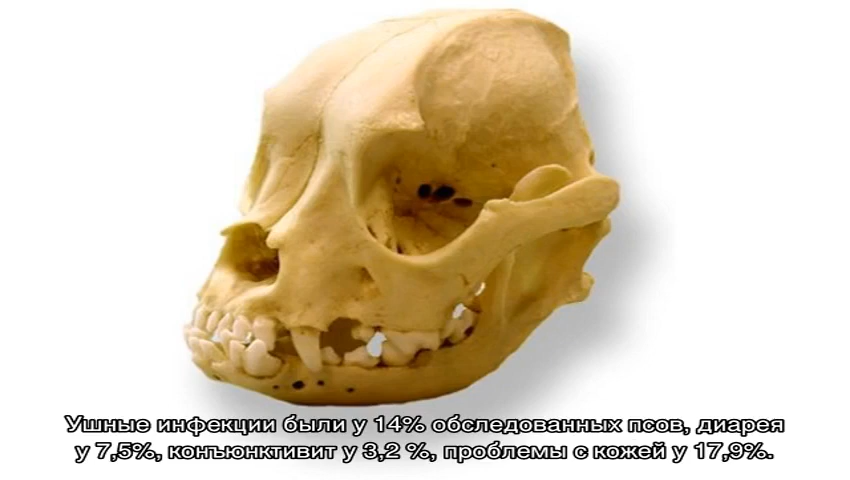 Ушные инфекции были у 14% обследованных псов, диарея
у 7,5%, конъюнктивит у 3,2 %, проблемы с кожей у 17,9%.